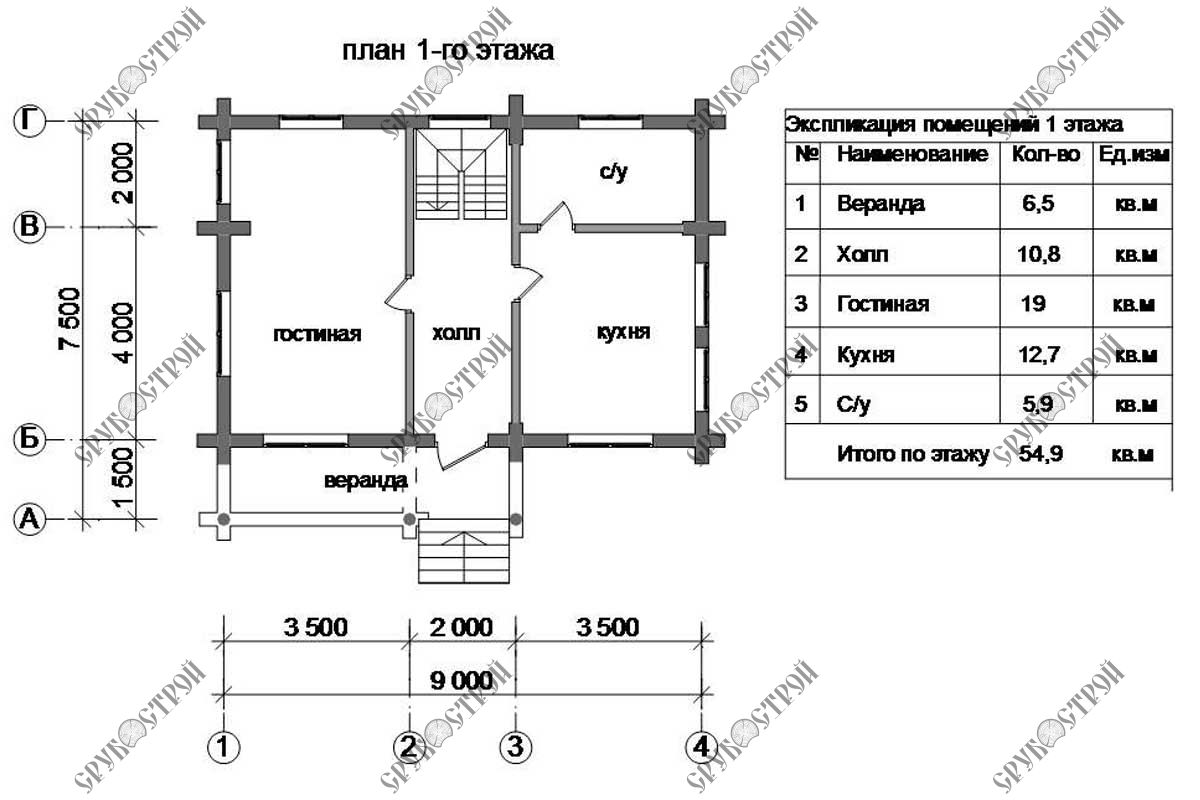 план 1-го этажа
Г
В
Б
А
2 000
4 000
1 500
7 500
с/у
гостиная
холл
кухня
веранда
3 500 2 000 3 500
9 000
1 2 3 4
Экспликация помещений 1 этажа
№ Наименование Кол-во Ед.изм
1 Веранда 6,5 кв.м
2 Холл 10,8 кв.м
3 Гостиная 19 кв.м
4 Кухня 12,7 кв.м
5 С/у 5,9 кв.м
Итого по этажу 54,9 кв.м
СРУБОСТРОЙ
СРУБОСТРОЙ
СРУБОСТРОЙ
СРУБОСТРОЙ
СРУБОСТРОЙ
СРУБОСТРОЙ
СРУБОСТРОЙ
СРУБОСТРОЙ
СРУБОСТРОЙ
СРУБОСТРОЙ
СРУБОСТРОЙ
СРУБОСТРОЙ